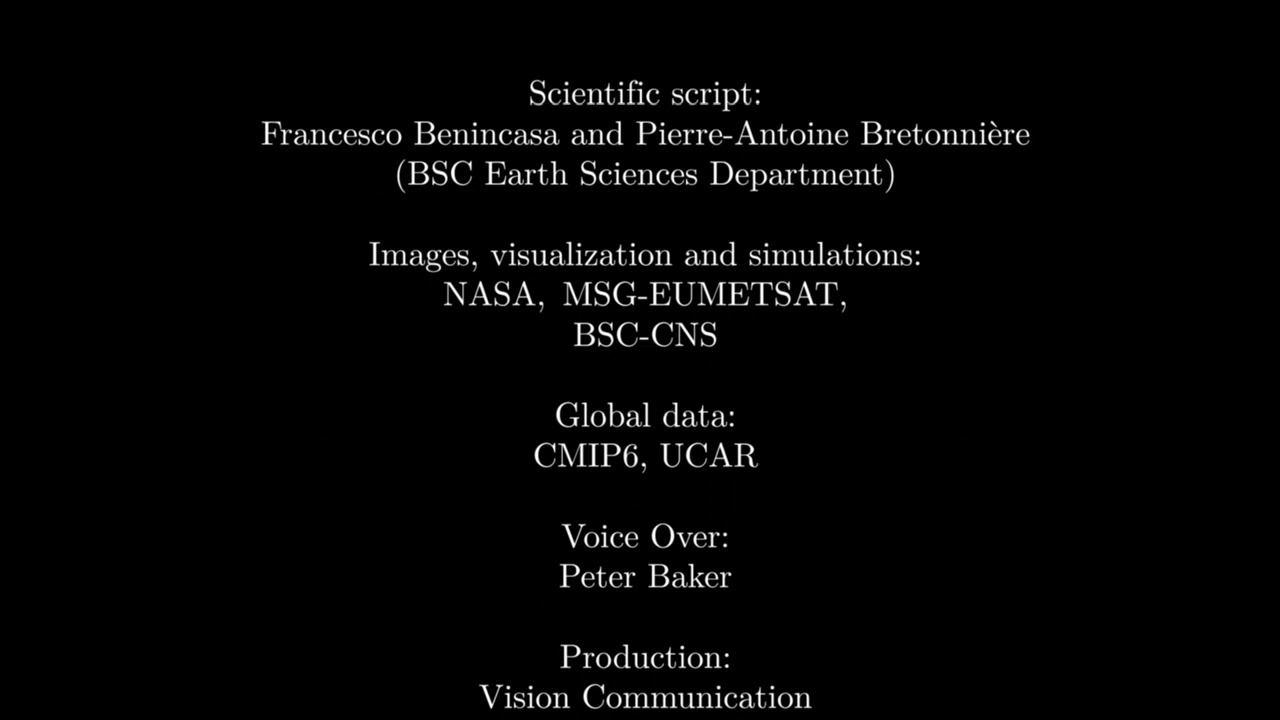 Scientific script:
Francesco Benincasa and Pierre-Antoine Bretonnière
(BSC Earth Sciences Department)
Images, visualization and simulations:
NASA, MSG-EUMETSAT,
BSC-CNS
Global data:
CMIP6, UCAR
Voice Over:
Peter Baker
Production:
Vision Communication